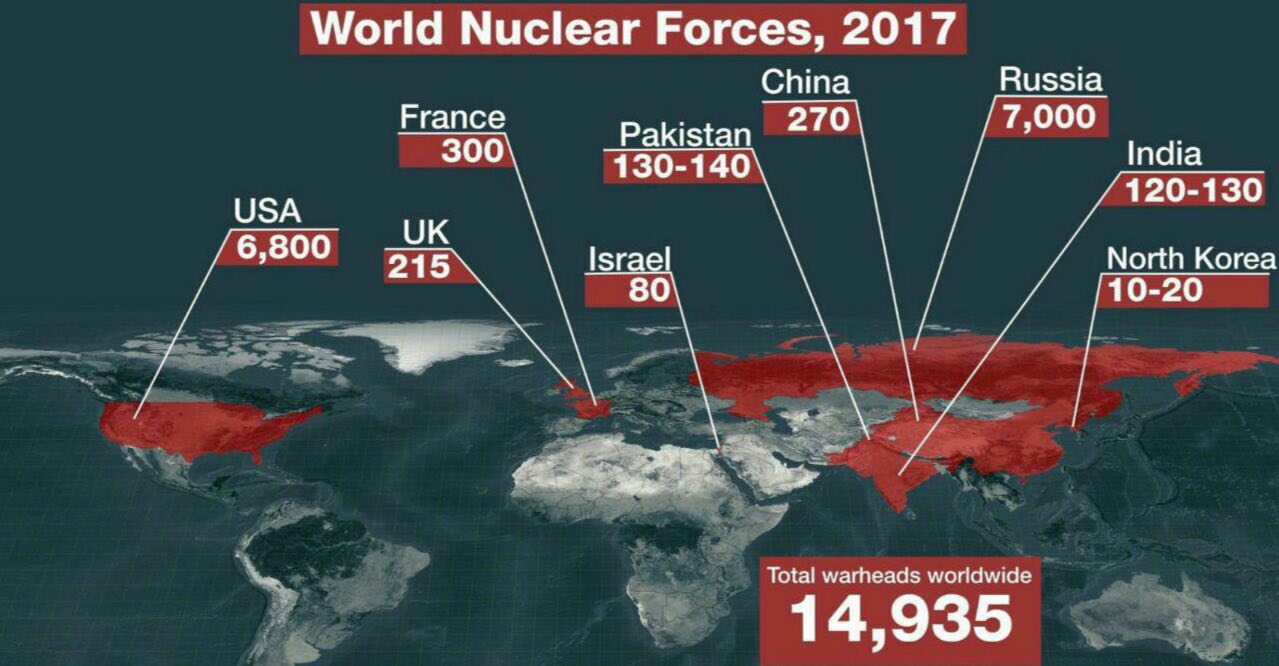 World Nuclear Forces, 2017
China
270
Russia
7,000
France
300
Pakistan
130-140
India
120-130
USA
6,800
UK
215
Israel
80
North Korea
10-20
Total warheads worldwide
14,935